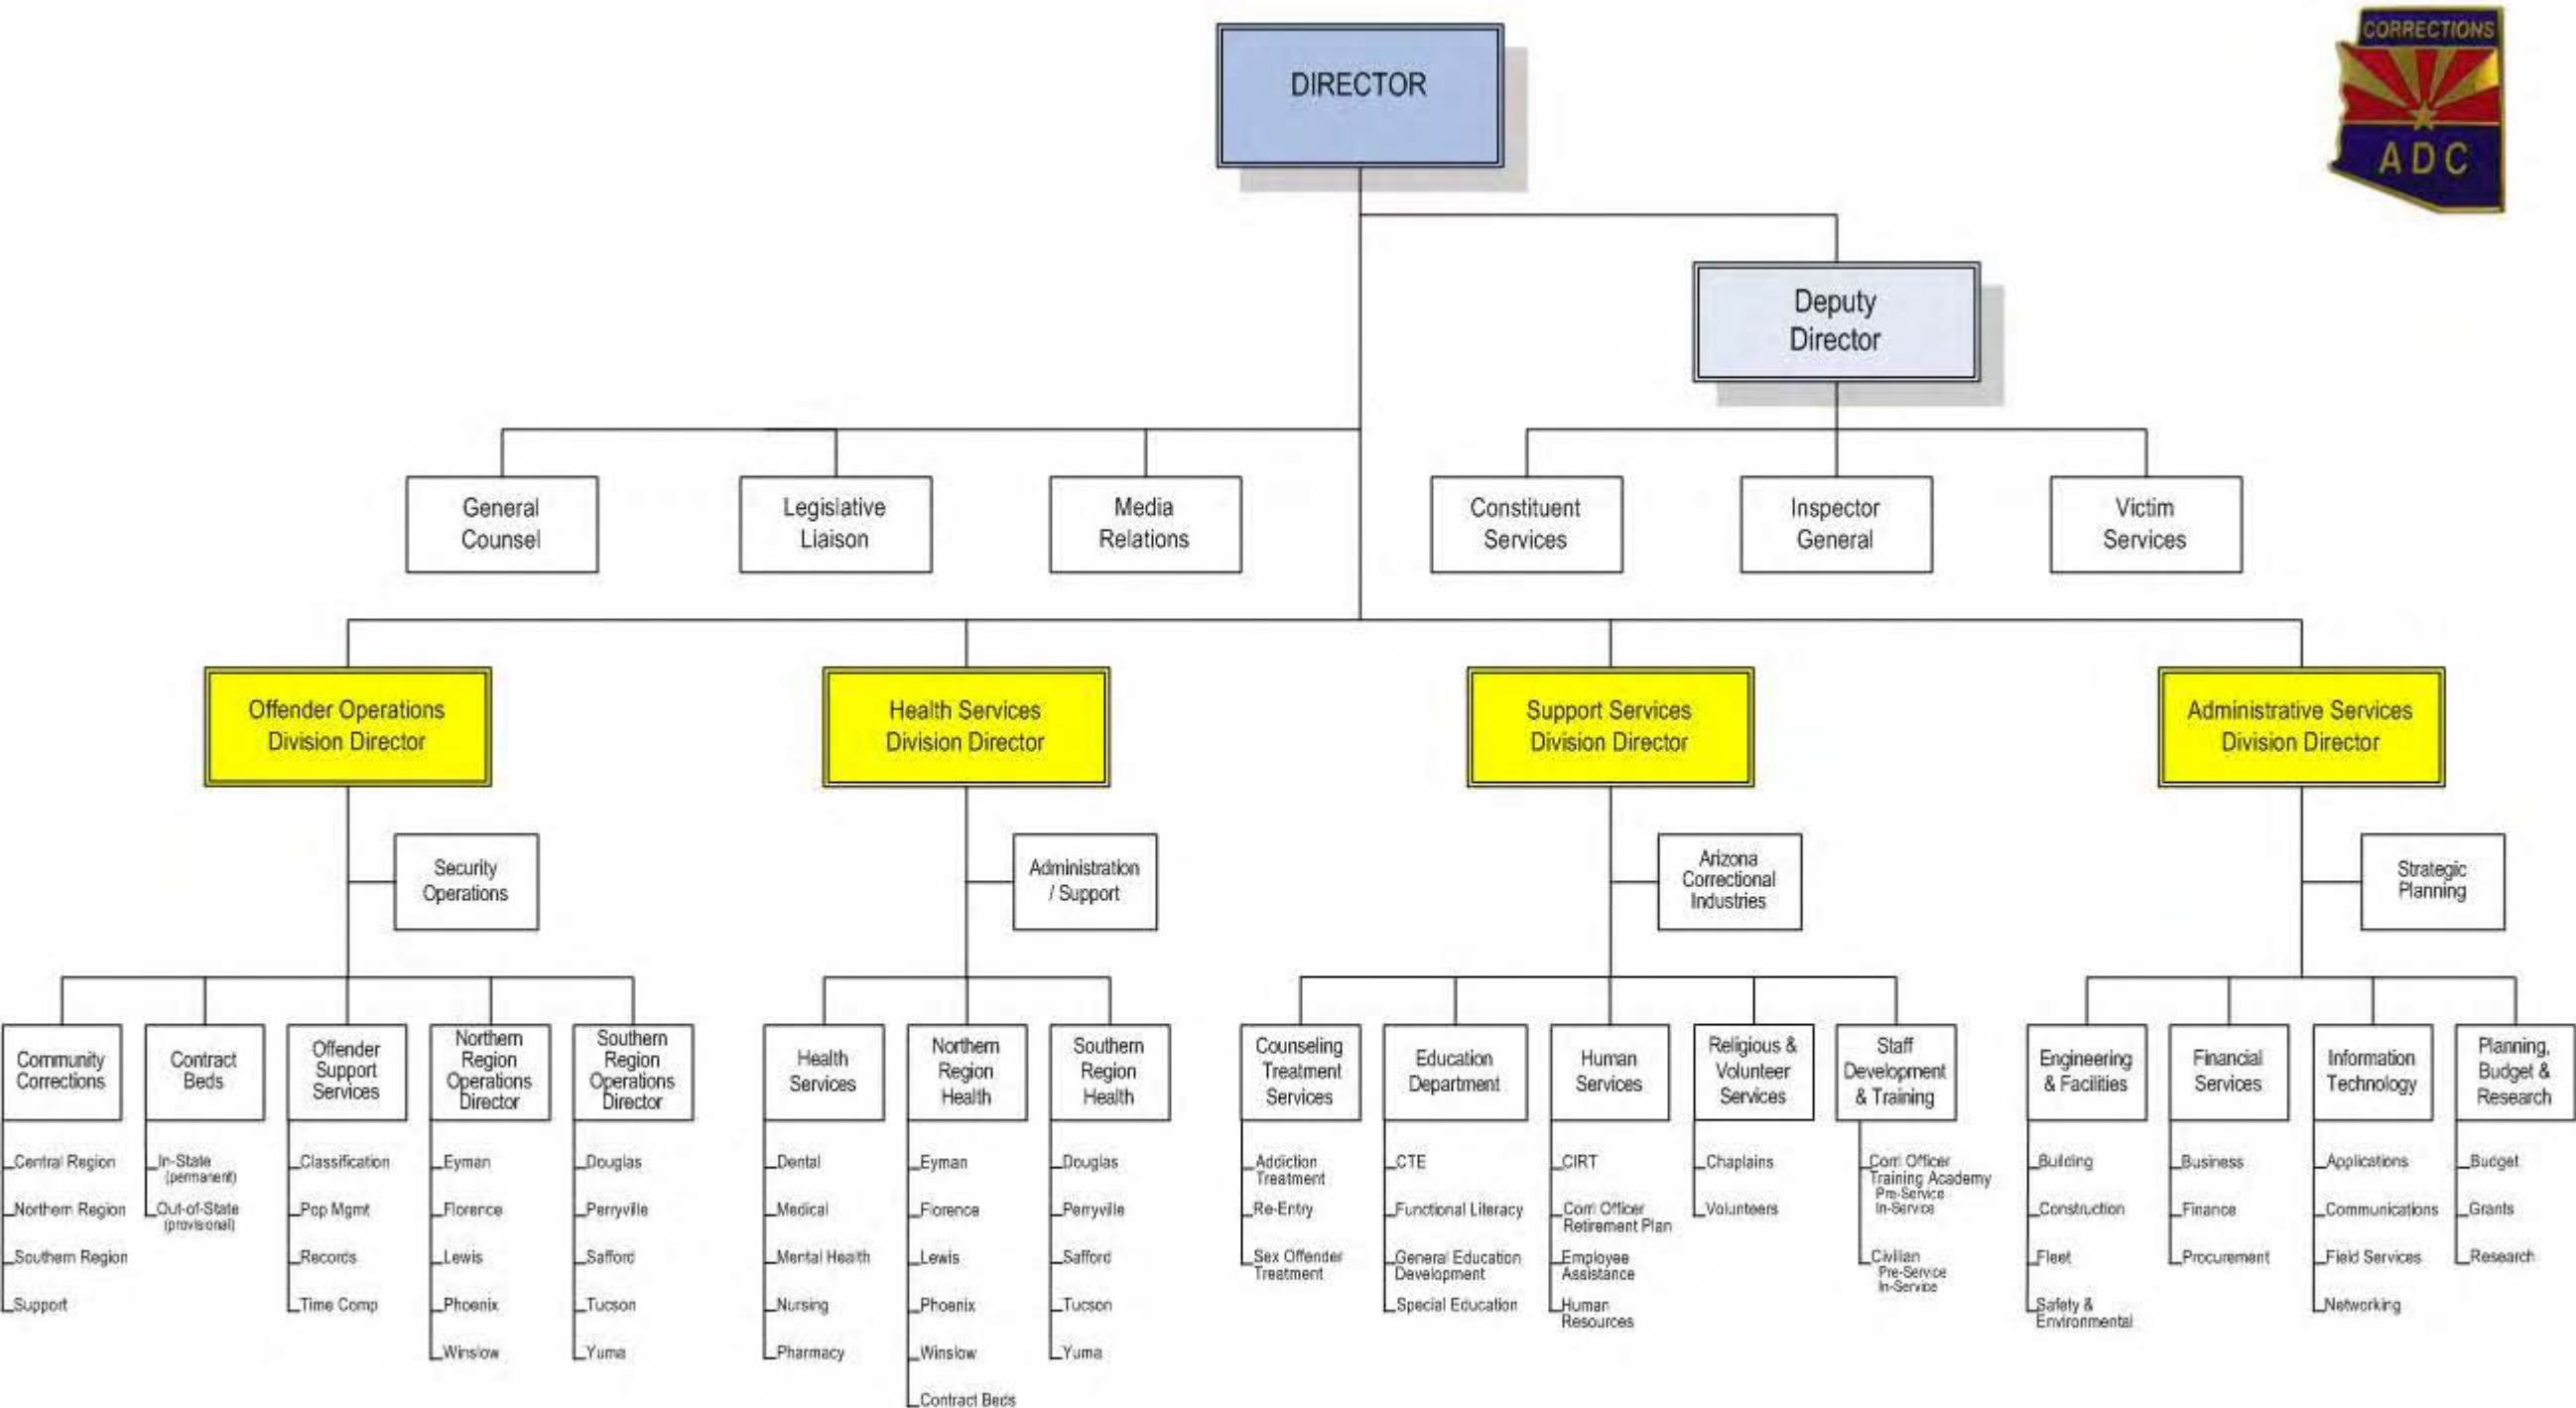 CORRECTIONS
ADC
DIRECTOR
Deputy
Director
General
Counsel
Legislative
Liaison
Media
Relations
Constituent
Services
Inspector
General
Victim
Services
Offender Operations
Division Director
Health Services
Division Director
Support Services
Division Director
Administrative Services
Division Director
Security
Operations
Administration
/ Support
Arizona
Correctional
Industries
Strategic
Planning
Community
Corrections
Central Region
Northern Region
Southern Region
Support
Contract
Beds
In-State
(permanent)
Out-of-State
(provisional)
Offender
Support
Services
Classification
Pop Mgmt
Records
Time Comp
Northern
Region
Operations
Director
Eyman
Florence
Lewis
Phoenix
Winslow
Southern
Region
Operations
Director
Douglas
Perryville
Safford
Tucson
Yuma
Health
Services
Dental
Medical
Mental Health
Nursing
Pharmacy
Northern
Region
Health
Eyman
Florence
Lewis
Phoenix
Winslow
Contract Beds
Southern
Region
Health
Douglas
Perryville
Safford
Tucson
Yuma
Counseling
Treatment
Services
Addiction
Treatment
Re-Entry
Sex Offender
Treatment
Education
Department
CTE
Functional Literacy
General Education
Development
Special Education
Human
Services
CIRT
Corr'l Officer
Retirement Plan
Employee
Assistance
Human
Resources
Religious &
Volunteer
Services
Chaplains
Volunteers
Staff
Development
& Training
Corr'l Officer
Training Academy
Pre-Service
In-Service
Civilian
Pre-Service
In-Service
Engineering
& Facilities
Building
Construction
Fleet
Safety &
Environmental
Financial
Services
Business
Finance
Procurement
Information
Technology
Applications
Communications
Field Services
Networking
Planning,
Budget &
Research
Budget
Grants
Research